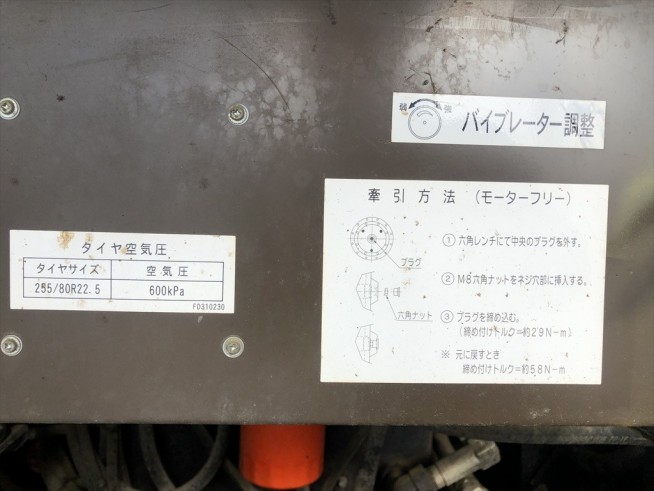 弱 強
バイブレーター調整
牽引方法 (モーターフリー)
① 六角レンチにて中央のプラグを外す。
プラグ
② M8六角ナットをネジ穴部に挿入する。
六角ナット
③ プラグを締め込む。
(締め付けトルク=約29N-m)
※ 元に戻すとき
締め付けトルク=約58N-m
タイヤ空気圧
タイヤサイズ 空気圧
255/80R22.5 600kPa
FD310230